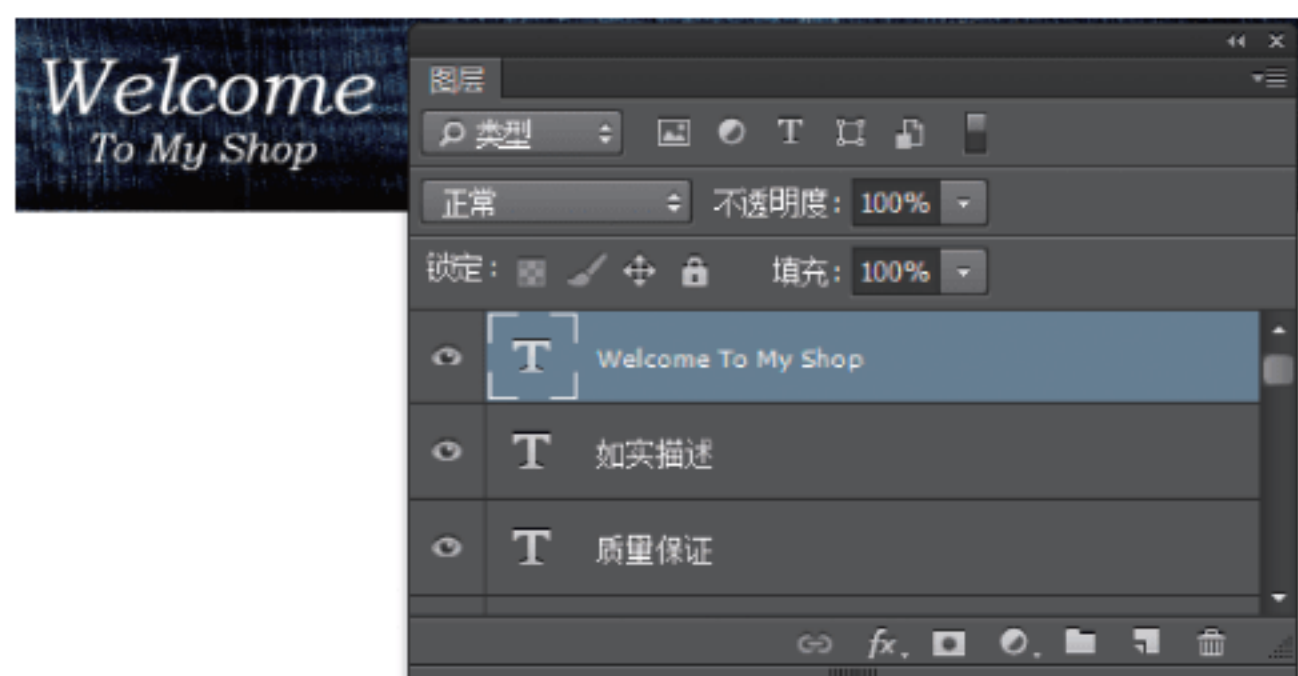 Welcome
To My Shop
图层
类型
正常 不透明度: 100%
锁定: 填充: 100%
T Welcome To My Shop
T 如实描述
T 质量保证
fx.